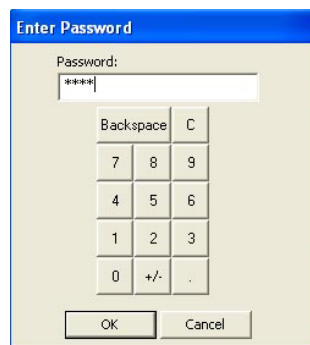 Enter Password
Password:
****
Backspace C
7 8 9
4 5 6
1 2 3
0 +/- .
OK Cancel